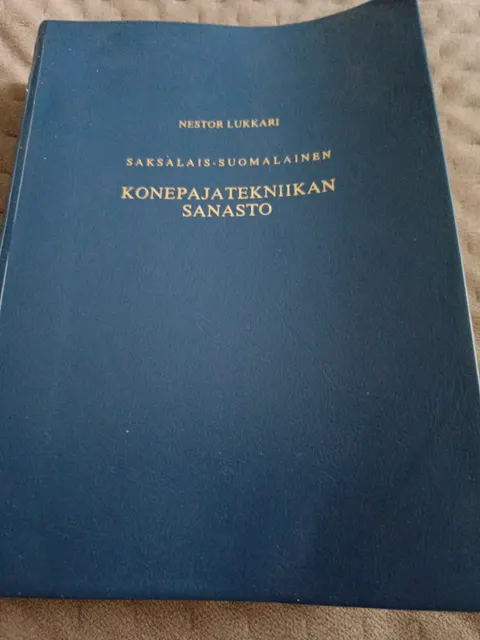 NESTOR LUKKARI
SAKSALAIS-SUOMALAINEN
KONEPAJATEKNIIKAN
SANASTO